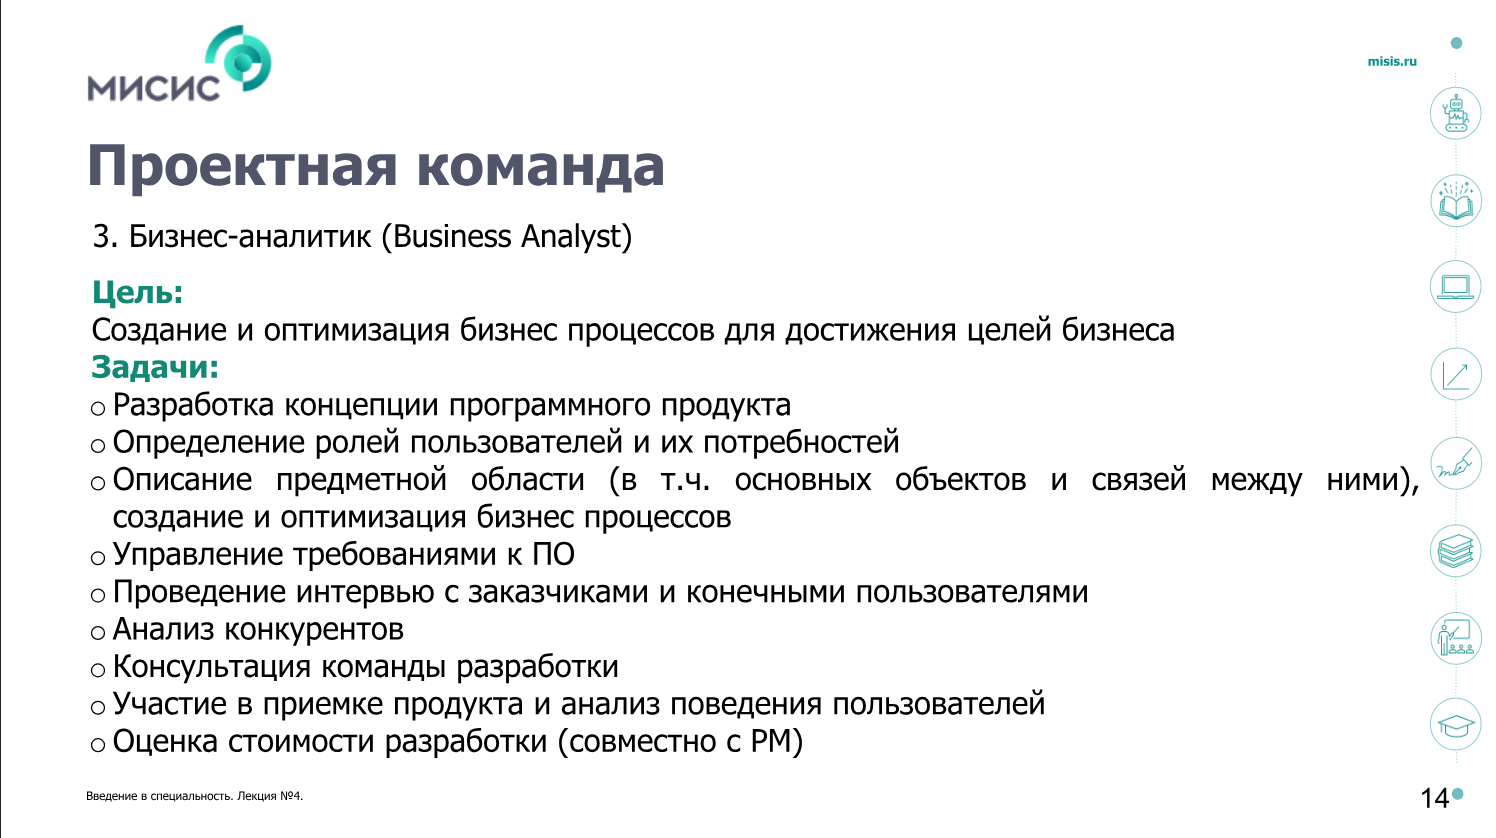 МИСИС
misis.ru
Проектная команда
3. Бизнес-аналитик (Business Analyst)
Цель:
Создание и оптимизация бизнес процессов для достижения целей бизнеса
Задачи:
o Разработка концепции программного продукта
o Определение ролей пользователей и их потребностей
o Описание предметной области (в т.ч. основных объектов и связей между ними),
создание и оптимизация бизнес процессов
o Управление требованиями к ПО
o Проведение интервью с заказчиками и конечными пользователями
o Анализ конкурентов
o Консультация команды разработки
o Участие в приемке продукта и анализ поведения пользователей
o Оценка стоимости разработки (совместно с PM)
Введение в специальность. Лекция №4.
14